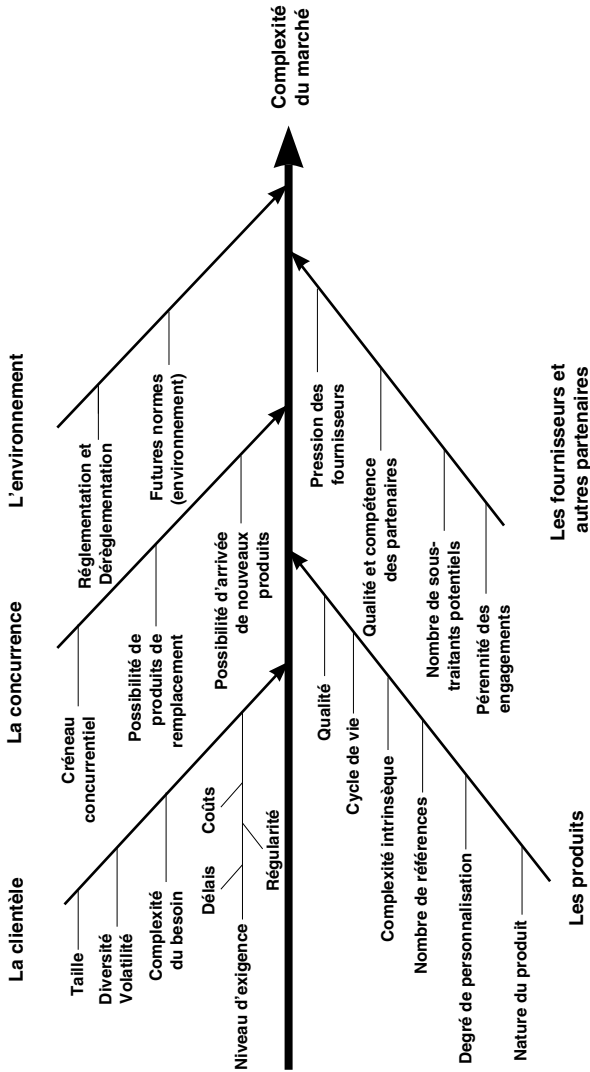 La clientèle
Taille
Diversité
Volatilité
Complexité
du besoin
Niveau d'exigence
Délais
Coûts
Régularité
La concurrence
Créneau
concurrentiel
Possibilité de
produits de
remplacement
Possibilité d'arrivée
de nouveaux
produits
L'environnement
Réglementation et
Dérèglementation
Futures normes
(environnement)
Complexité
du marché
Les produits
Qualité
Cycle de vie
Complexité intrinsèque
Nombre de références
Degré de personnalisation
Nature du produit
Les fournisseurs et
autres partenaires
Pression des
fournisseurs
Qualité et compétence
des partenaires
Nombre de sous-
traitants potentiels
Pérennité des
engagements